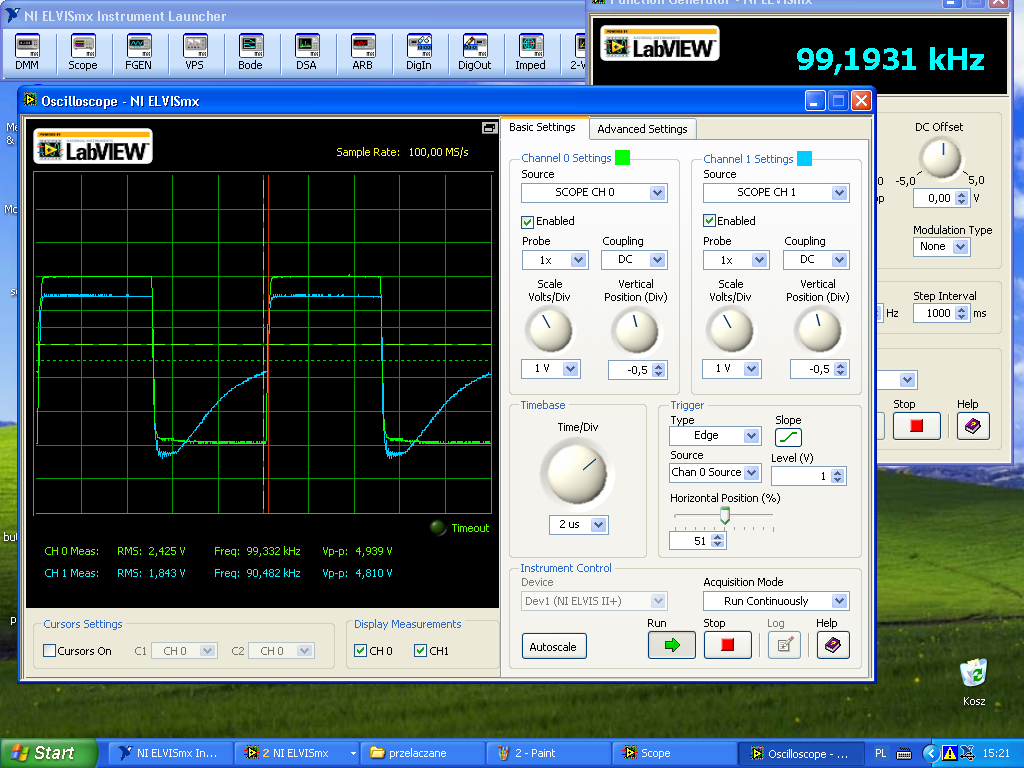 NI ELVISmx Instrument Launcher
Function Generator - NI ELVISmx
DMM Scope FGEN VPS Bode DSA ARB DigIn DigOut Imped 2-V
POWERED BY
LabVIEW
99,1931 kHz
Oscilloscope - NI ELVISmx
POWERED BY
NATIONAL INSTRUMENTS
LabVIEW
Sample Rate: 100,00 MS/s
Timeout
CH 0 Meas: RMS: 2,425 V Freq: 99,332 kHz Vp-p: 4,939 V
CH 1 Meas: RMS: 1,843 V Freq: 90,482 kHz Vp-p: 4,810 V
Cursors Settings
Cursors On C1 CH 0 C2 CH 0
Display Measurements
CH 0 CH1
Basic Settings Advanced Settings
Channel 0 Settings
Source
SCOPE CH 0
Enabled
Probe Coupling
1x DC
Scale Volts/Div
Vertical Position (Div)
1 V -0,5
Channel 1 Settings
Source
SCOPE CH 1
Enabled
Probe Coupling
1x DC
Scale Volts/Div
Vertical Position (Div)
1 V -0,5
Timebase
Time/Div
2 us
Trigger
Type Slope
Edge
Source Level (V)
Chan 0 Source 1
Horizontal Position (%)
51
Instrument Control
Device
Dev1 (NI ELVIS II+)
Acquisition Mode
Run Continuously
Run Stop Log Help
Autoscale
DC Offset
-5,0 5,0
0,00 V
Modulation Type
None
Step Interval
Hz 1000 ms
Stop Help
Kosz
Start
NI ELVISmx In...
2 NI ELVISmx
przelaczane
2 - Paint
Scope
Oscilloscope - ...
PL
15:21